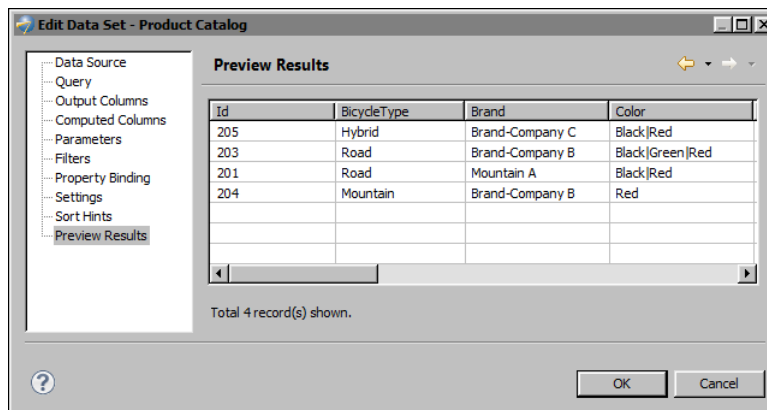 Edit Data Set - Product Catalog
Data Source
Query
Output Columns
Computed Columns
Parameters
Filters
Property Binding
Settings
Sort Hints
Preview Results
Preview Results
Id BicycleType Brand Color
205 Hybrid Brand-Company C Black|Red
203 Road Brand-Company B Black|Green|Red
201 Road Mountain A Black|Red
204 Mountain Brand-Company B Red
Total 4 record(s) shown.
?
OK Cancel